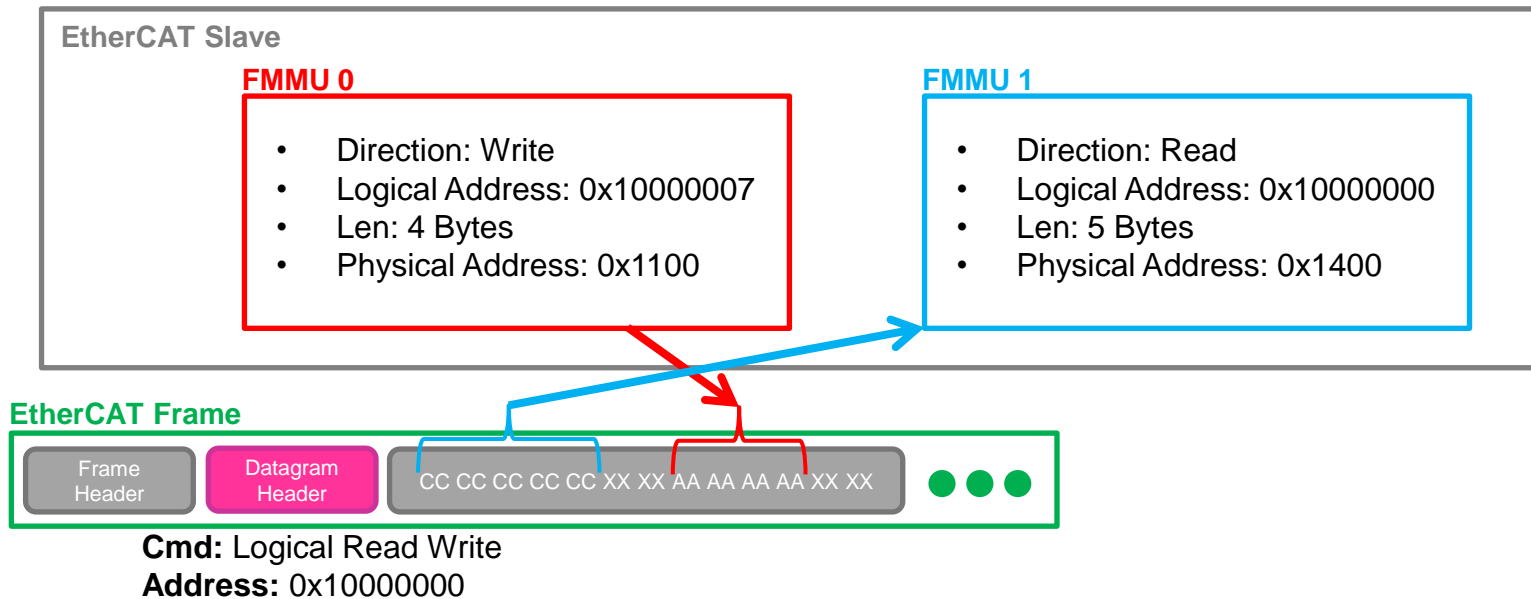 EtherCAT Slave
FMMU 0
• Direction: Write
• Logical Address: 0x10000007
• Len: 4 Bytes
• Physical Address: 0x1100
FMMU 1
• Direction: Read
• Logical Address: 0x10000000
• Len: 5 Bytes
• Physical Address: 0x1400
EtherCAT Frame
Frame
Header
Datagram
Header
CC CC CC CC CC XX XX AA AA AA AA XX XX
Cmd: Logical Read Write
Address: 0x10000000